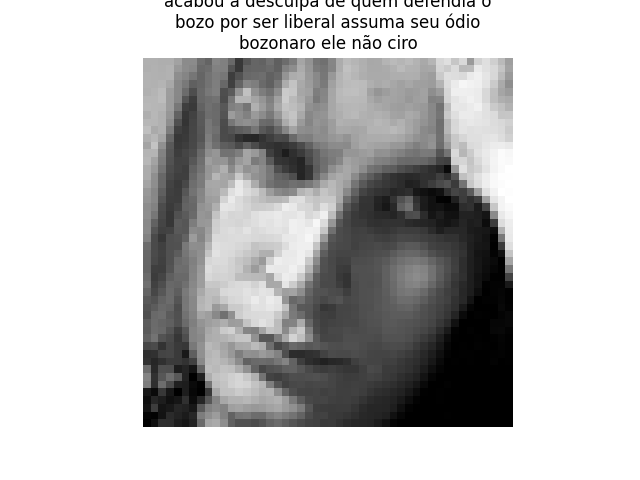 acabou a desculpa de quem defendia o
bozo por ser liberal assuma seu ódio
bozonaro ele não ciro